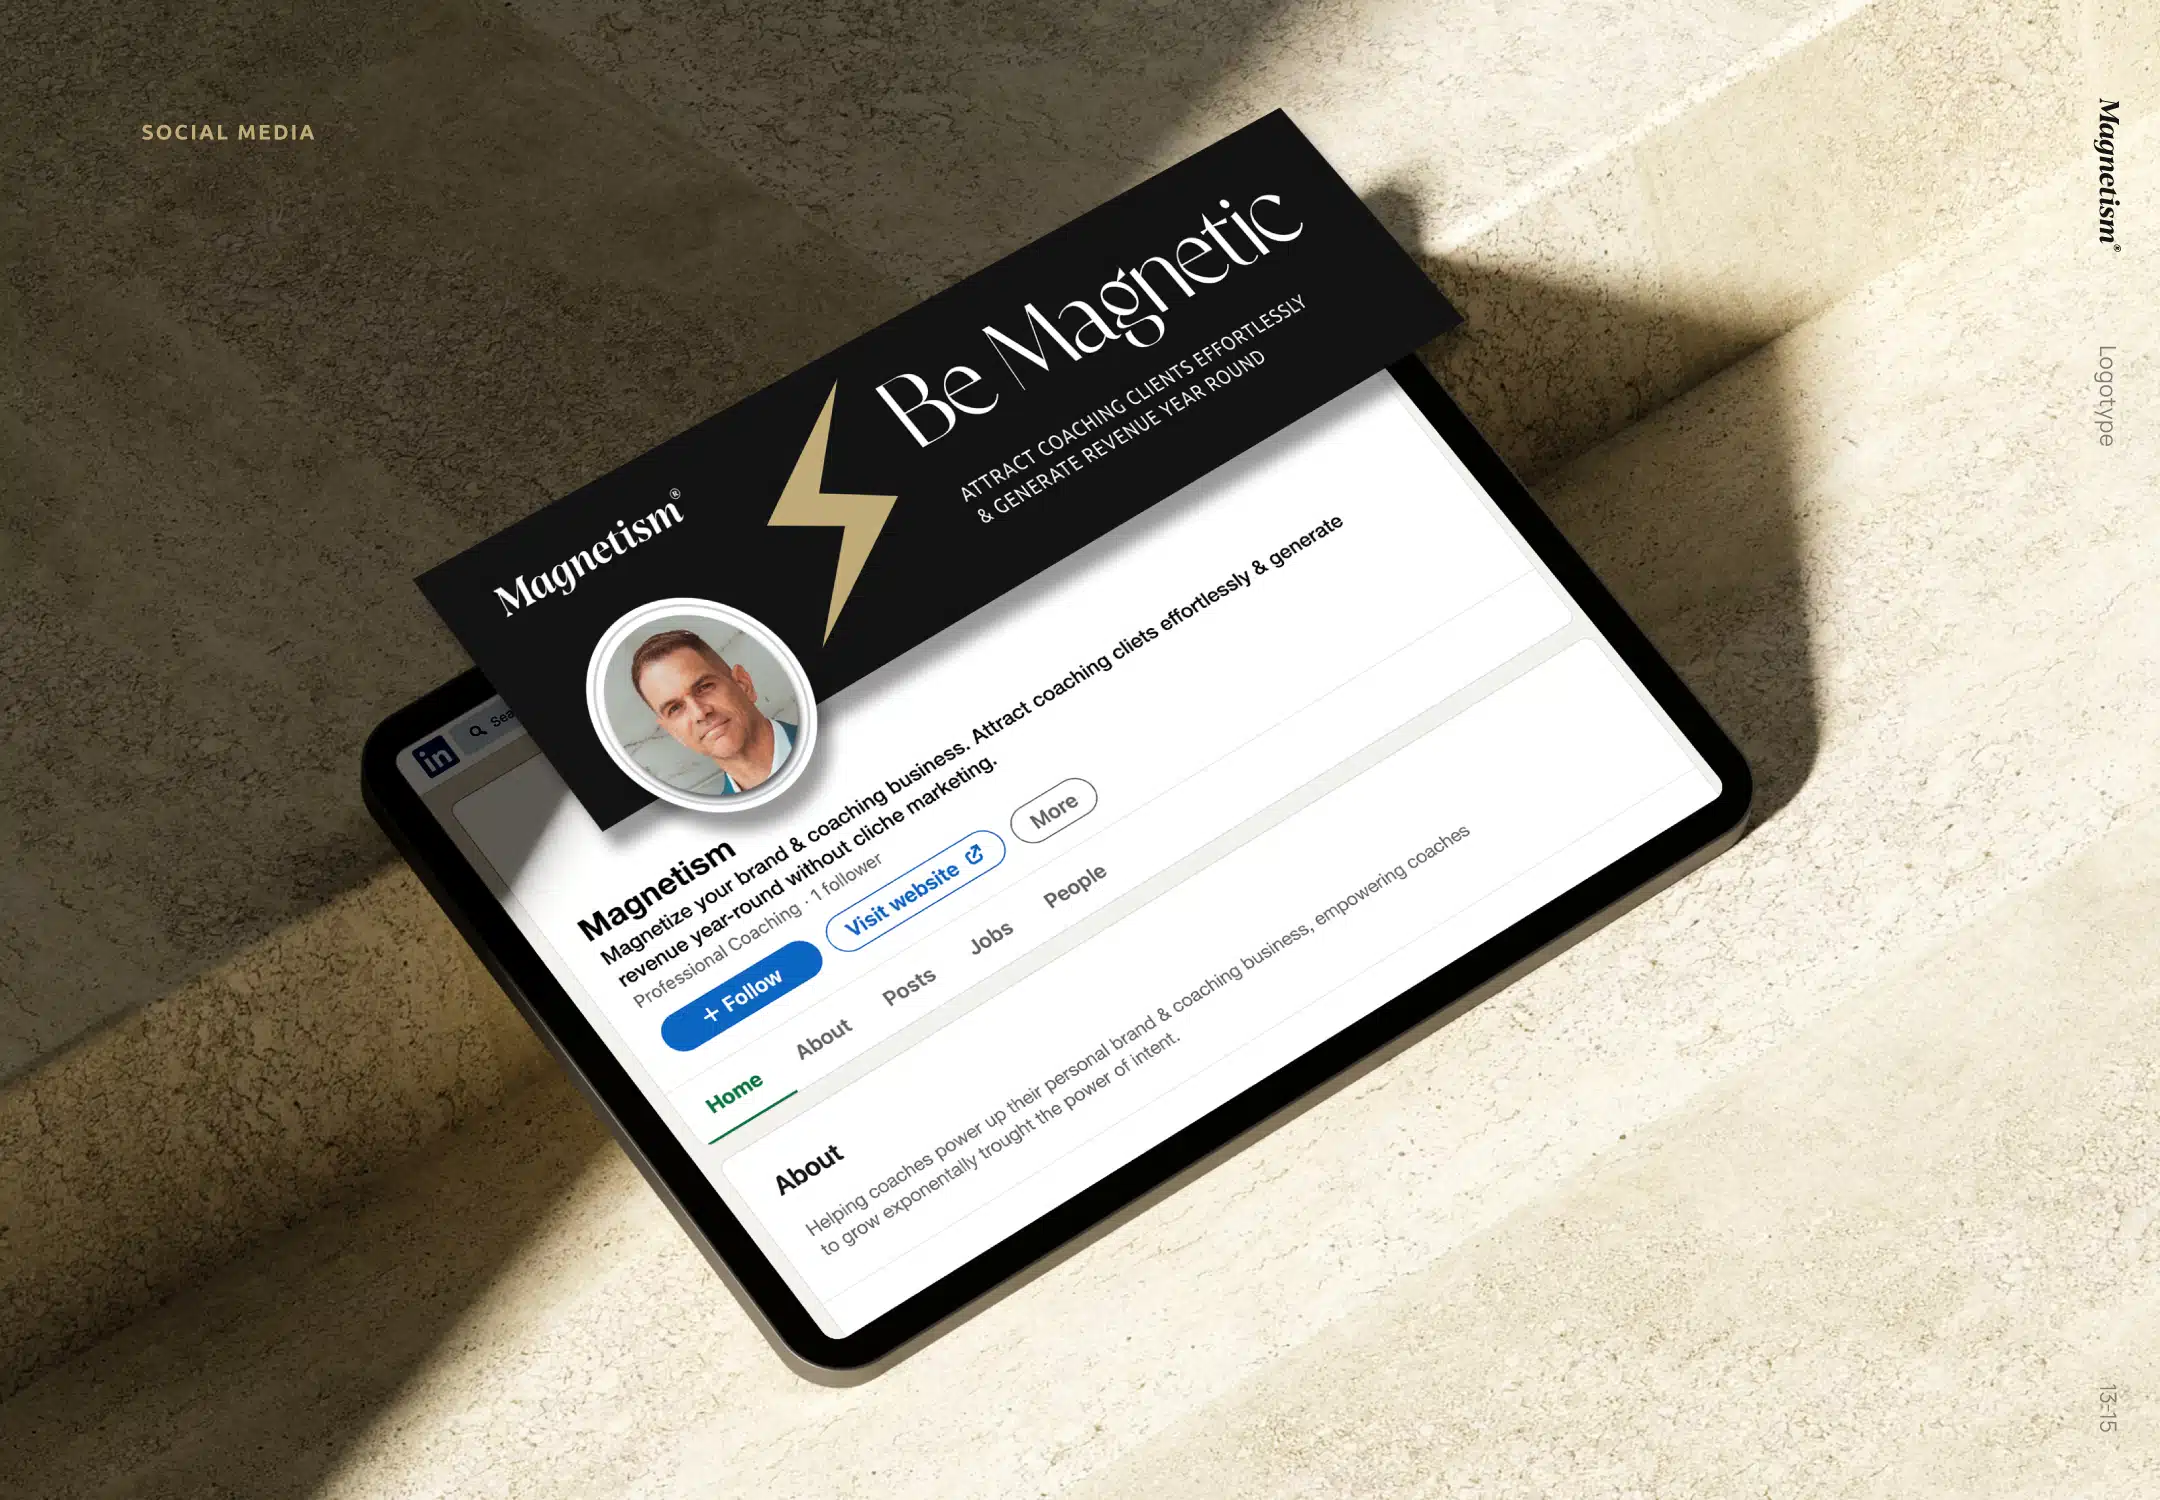 SOCIAL MEDIA
Magnetism®
Logotype
13-15
Magnetism®
Be Magnetic
ATTRACT COACHING CLIENTS EFFORTLESSLY
& GENERATE REVENUE YEAR ROUND
in
Sea
Magnetism
Magnetize your brand & coaching business. Attract coaching cliets effortlessly & generate
revenue year-round without cliche marketing.
Professional Coaching · 1 follower
+ Follow
Visit website
More
Home
About
Posts
Jobs
People
About
Helping coaches power up their personal brand & coaching business, empowering coaches
to grow exponentally trought the power of intent.